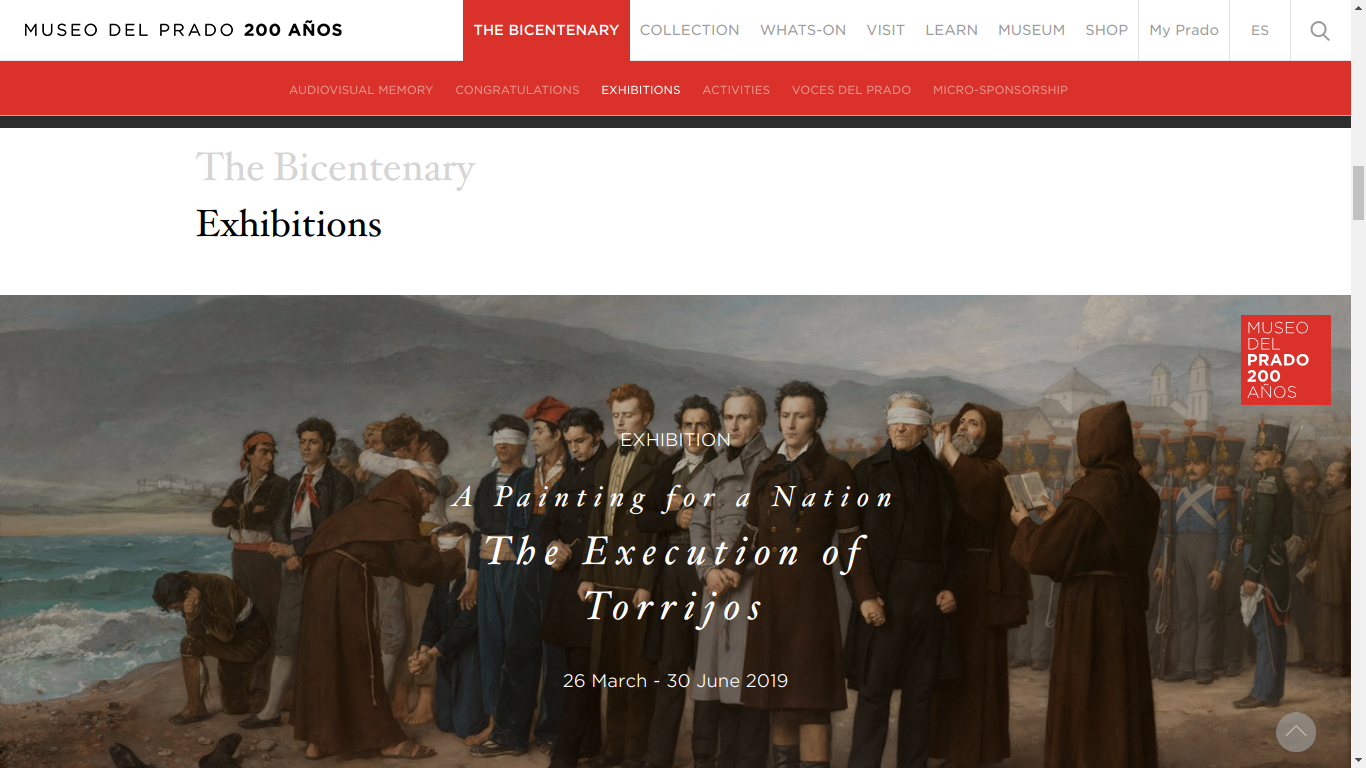 MUSEO DEL PRADO 200 AÑOS
THE BICENTENARY COLLECTION WHATS-ON VISIT LEARN MUSEUM SHOP My Prado ES
AUDIOVISUAL MEMORY CONGRATULATIONS EXHIBITIONS ACTIVITIES VOCES DEL PRADO MICRO-SPONSORSHIP
The Bicentenary
Exhibitions
MUSEO
DEL
PRADO
200
AÑOS
EXHIBITION
A Painting for a Nation
The Execution of
Torrijos
26 March - 30 June 2019